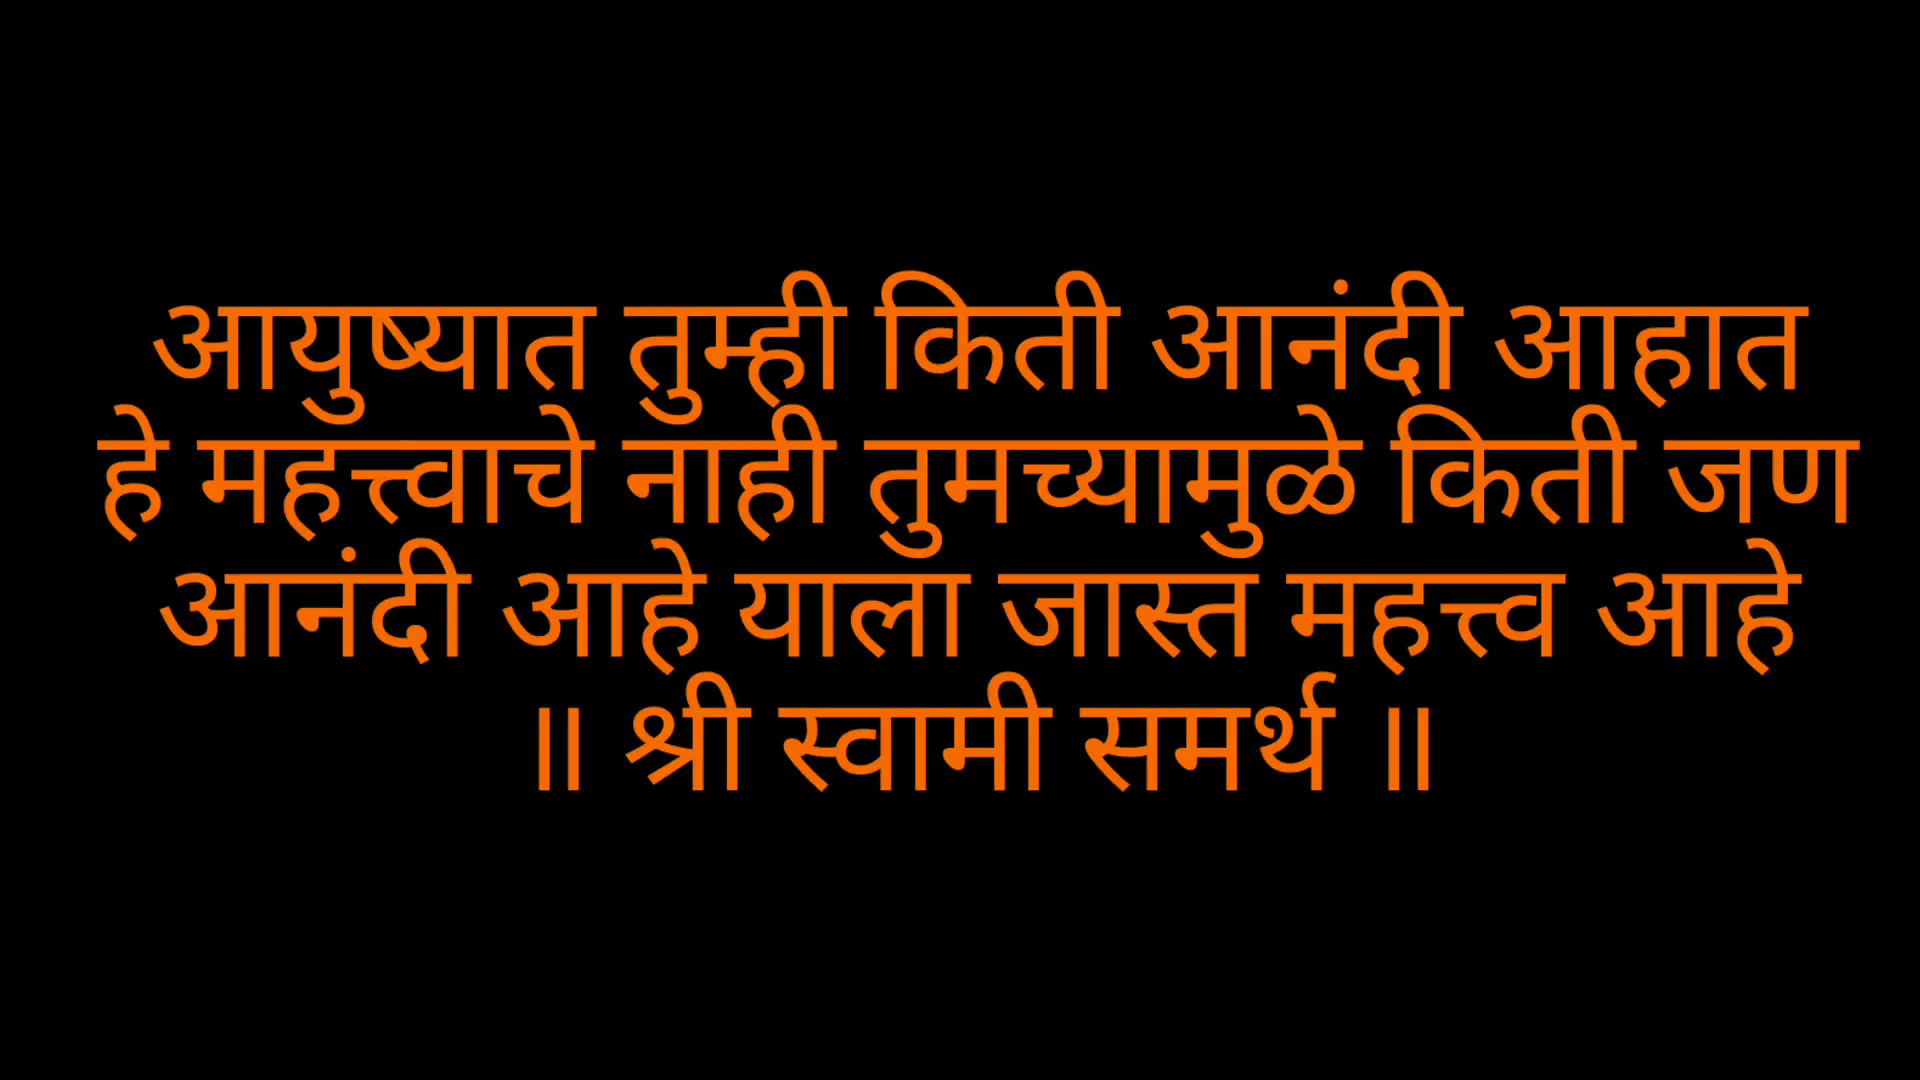 आयुष्यात तुम्ही किती आनंदी आहात
हे महत्त्वाचे नाही तुमच्यामुळे किती जण
आनंदी आहे याला जास्त महत्त्व आहे
॥ श्री स्वामी समर्थ ॥